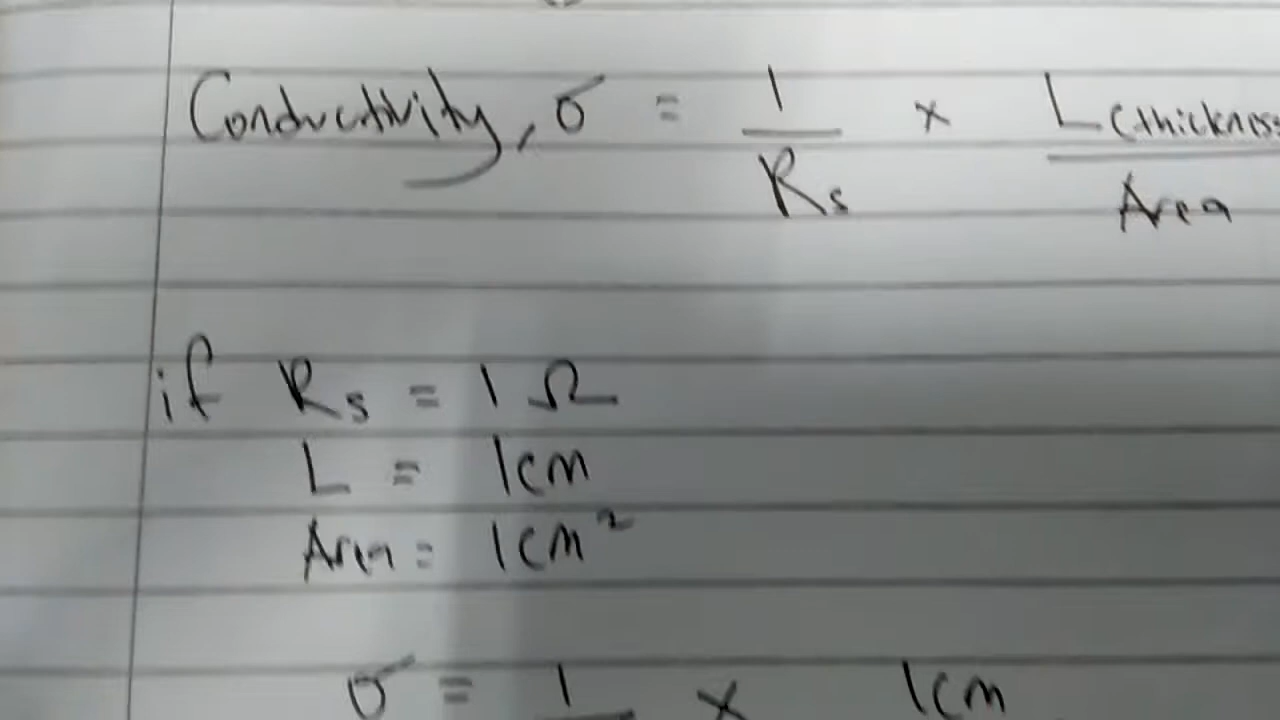 Conductivity, σ = 1/Rs × L (thickness/Area
if Rs = 1 Ω
L = 1cm
Area = 1cm²
σ = 1 × 1cm